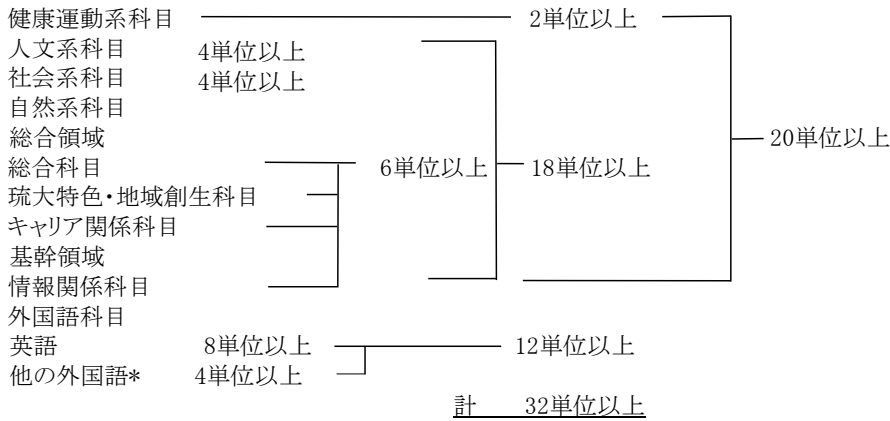 健康運動系科目 2単位以上
人文系科目 4単位以上
社会系科目 4単位以上
自然系科目
総合領域 20単位以上
総合科目 6単位以上 18単位以上
琉大特色・地域創生科目
キャリア関係科目
基幹領域
情報関係科目
外国語科目
英語 8単位以上 12単位以上
他の外国語* 4単位以上
計 32単位以上